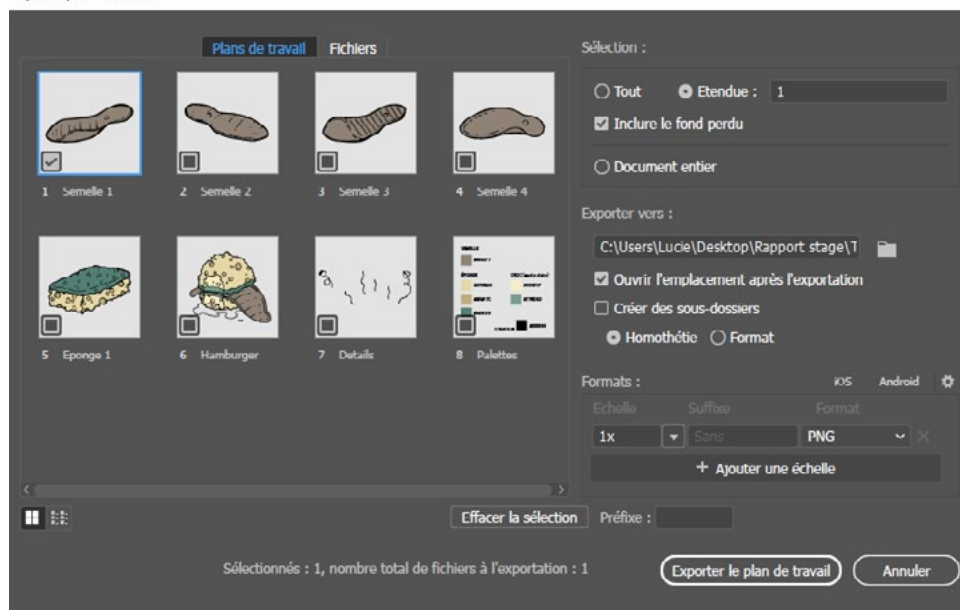 Plans de travail Fichiers
1 Semelle 1
2 Semelle 2
3 Semelle 3
4 Semelle 4
5 Eponge 1
6 Hamburger
7 Details
8 Palettes
Effacer la sélection
Sélection :
Tout Etendue : 1
Inclure le fond perdu
Document entier
Exporter vers :
C:\Users\Lucie\Desktop\Rapport stage\T
Ouvrir l'emplacement après l'exportation
Créer des sous-dossiers
Homothétie Format
Formats : iOS Android
Echelle Suffixe Format
1x Sans PNG
+ Ajouter une échelle
Préfixe :
Sélectionnés : 1, nombre total de fichiers à l'exportation : 1
Exporter le plan de travail Annuler